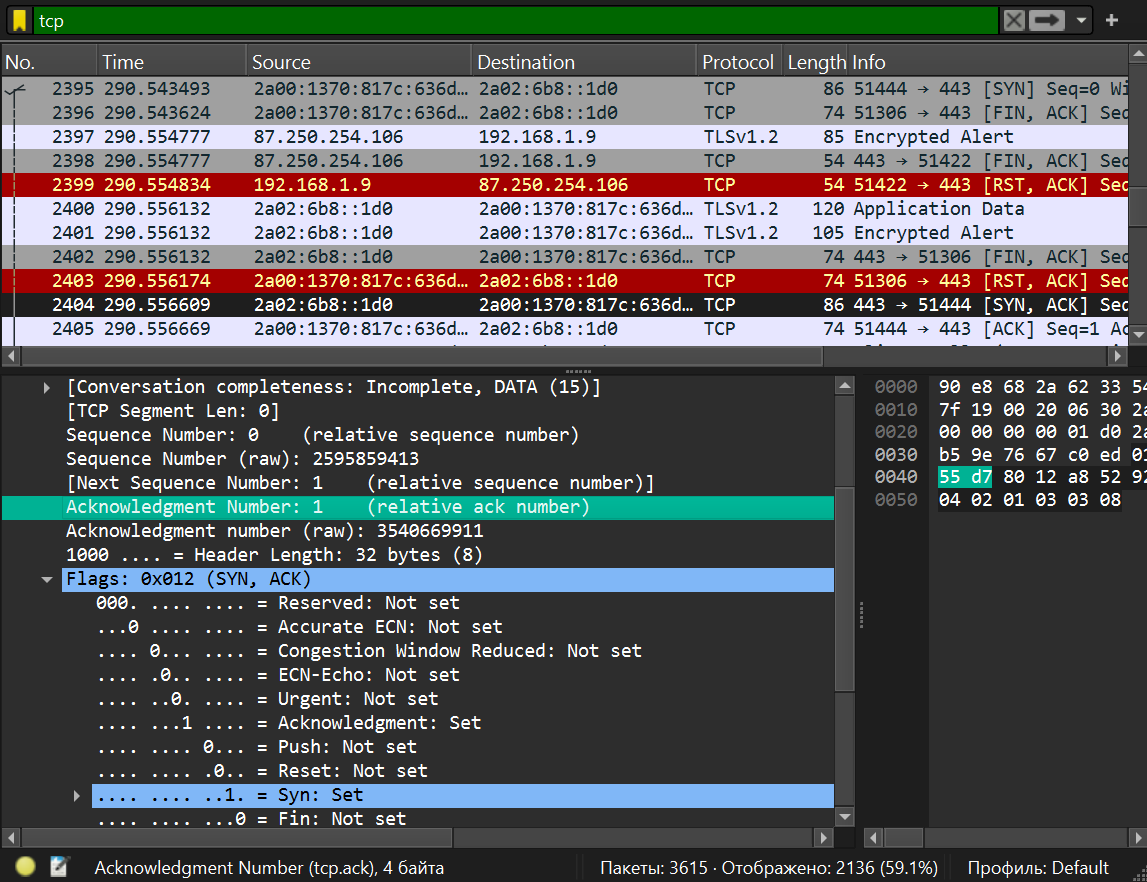 tcp
No. Time Source Destination Protocol Length Info
2395 290.543493 2a00:1370:817c:636d… 2a02:6b8::1d0 TCP 86 51444 → 443 [SYN] Seq=0 Wi
2396 290.543624 2a00:1370:817c:636d… 2a02:6b8::1d0 TCP 74 51306 → 443 [FIN, ACK] Seq
2397 290.554777 87.250.254.106 192.168.1.9 TLSv1.2 85 Encrypted Alert
2398 290.554777 87.250.254.106 192.168.1.9 TCP 54 443 → 51422 [FIN, ACK] Seq
2399 290.554834 192.168.1.9 87.250.254.106 TCP 54 51422 → 443 [RST, ACK] Seq
2400 290.556132 2a02:6b8::1d0 2a00:1370:817c:636d… TLSv1.2 120 Application Data
2401 290.556132 2a02:6b8::1d0 2a00:1370:817c:636d… TLSv1.2 105 Encrypted Alert
2402 290.556132 2a02:6b8::1d0 2a00:1370:817c:636d… TCP 74 443 → 51306 [FIN, ACK] Seq
2403 290.556174 2a00:1370:817c:636d… 2a02:6b8::1d0 TCP 74 51306 → 443 [RST, ACK] Seq
2404 290.556609 2a02:6b8::1d0 2a00:1370:817c:636d… TCP 86 443 → 51444 [SYN, ACK] Seq
2405 290.556669 2a00:1370:817c:636d… 2a02:6b8::1d0 TCP 74 51444 → 443 [ACK] Seq=1 Ac
[Conversation completeness: Incomplete, DATA (15)]
[TCP Segment Len: 0]
Sequence Number: 0 (relative sequence number)
Sequence Number (raw): 2595859413
[Next Sequence Number: 1 (relative sequence number)]
Acknowledgment Number: 1 (relative ack number)
Acknowledgment number (raw): 3540669911
1000 .... = Header Length: 32 bytes (8)
Flags: 0x012 (SYN, ACK)
000. .... .... = Reserved: Not set
...0 .... .... = Accurate ECN: Not set
.... 0... .... = Congestion Window Reduced: Not set
.... .0.. .... = ECN-Echo: Not set
.... ..0. .... = Urgent: Not set
.... ...1 .... = Acknowledgment: Set
.... .... 0... = Push: Not set
.... .... .0.. = Reset: Not set
.... .... ..1. = Syn: Set
.... .... ...0 = Fin: Not set
0000 90 e8 68 2a 62 33 54
0010 7f 19 00 20 06 30 2a
0020 00 00 00 00 01 d0 2a
0030 b5 9e 76 67 c0 ed 01
0040 55 d7 80 12 a8 52 92
0050 04 02 01 03 03 08
Acknowledgment Number (tcp.ack), 4 байта
Пакеты: 3615 · Отображено: 2136 (59.1%)
Профиль: Default